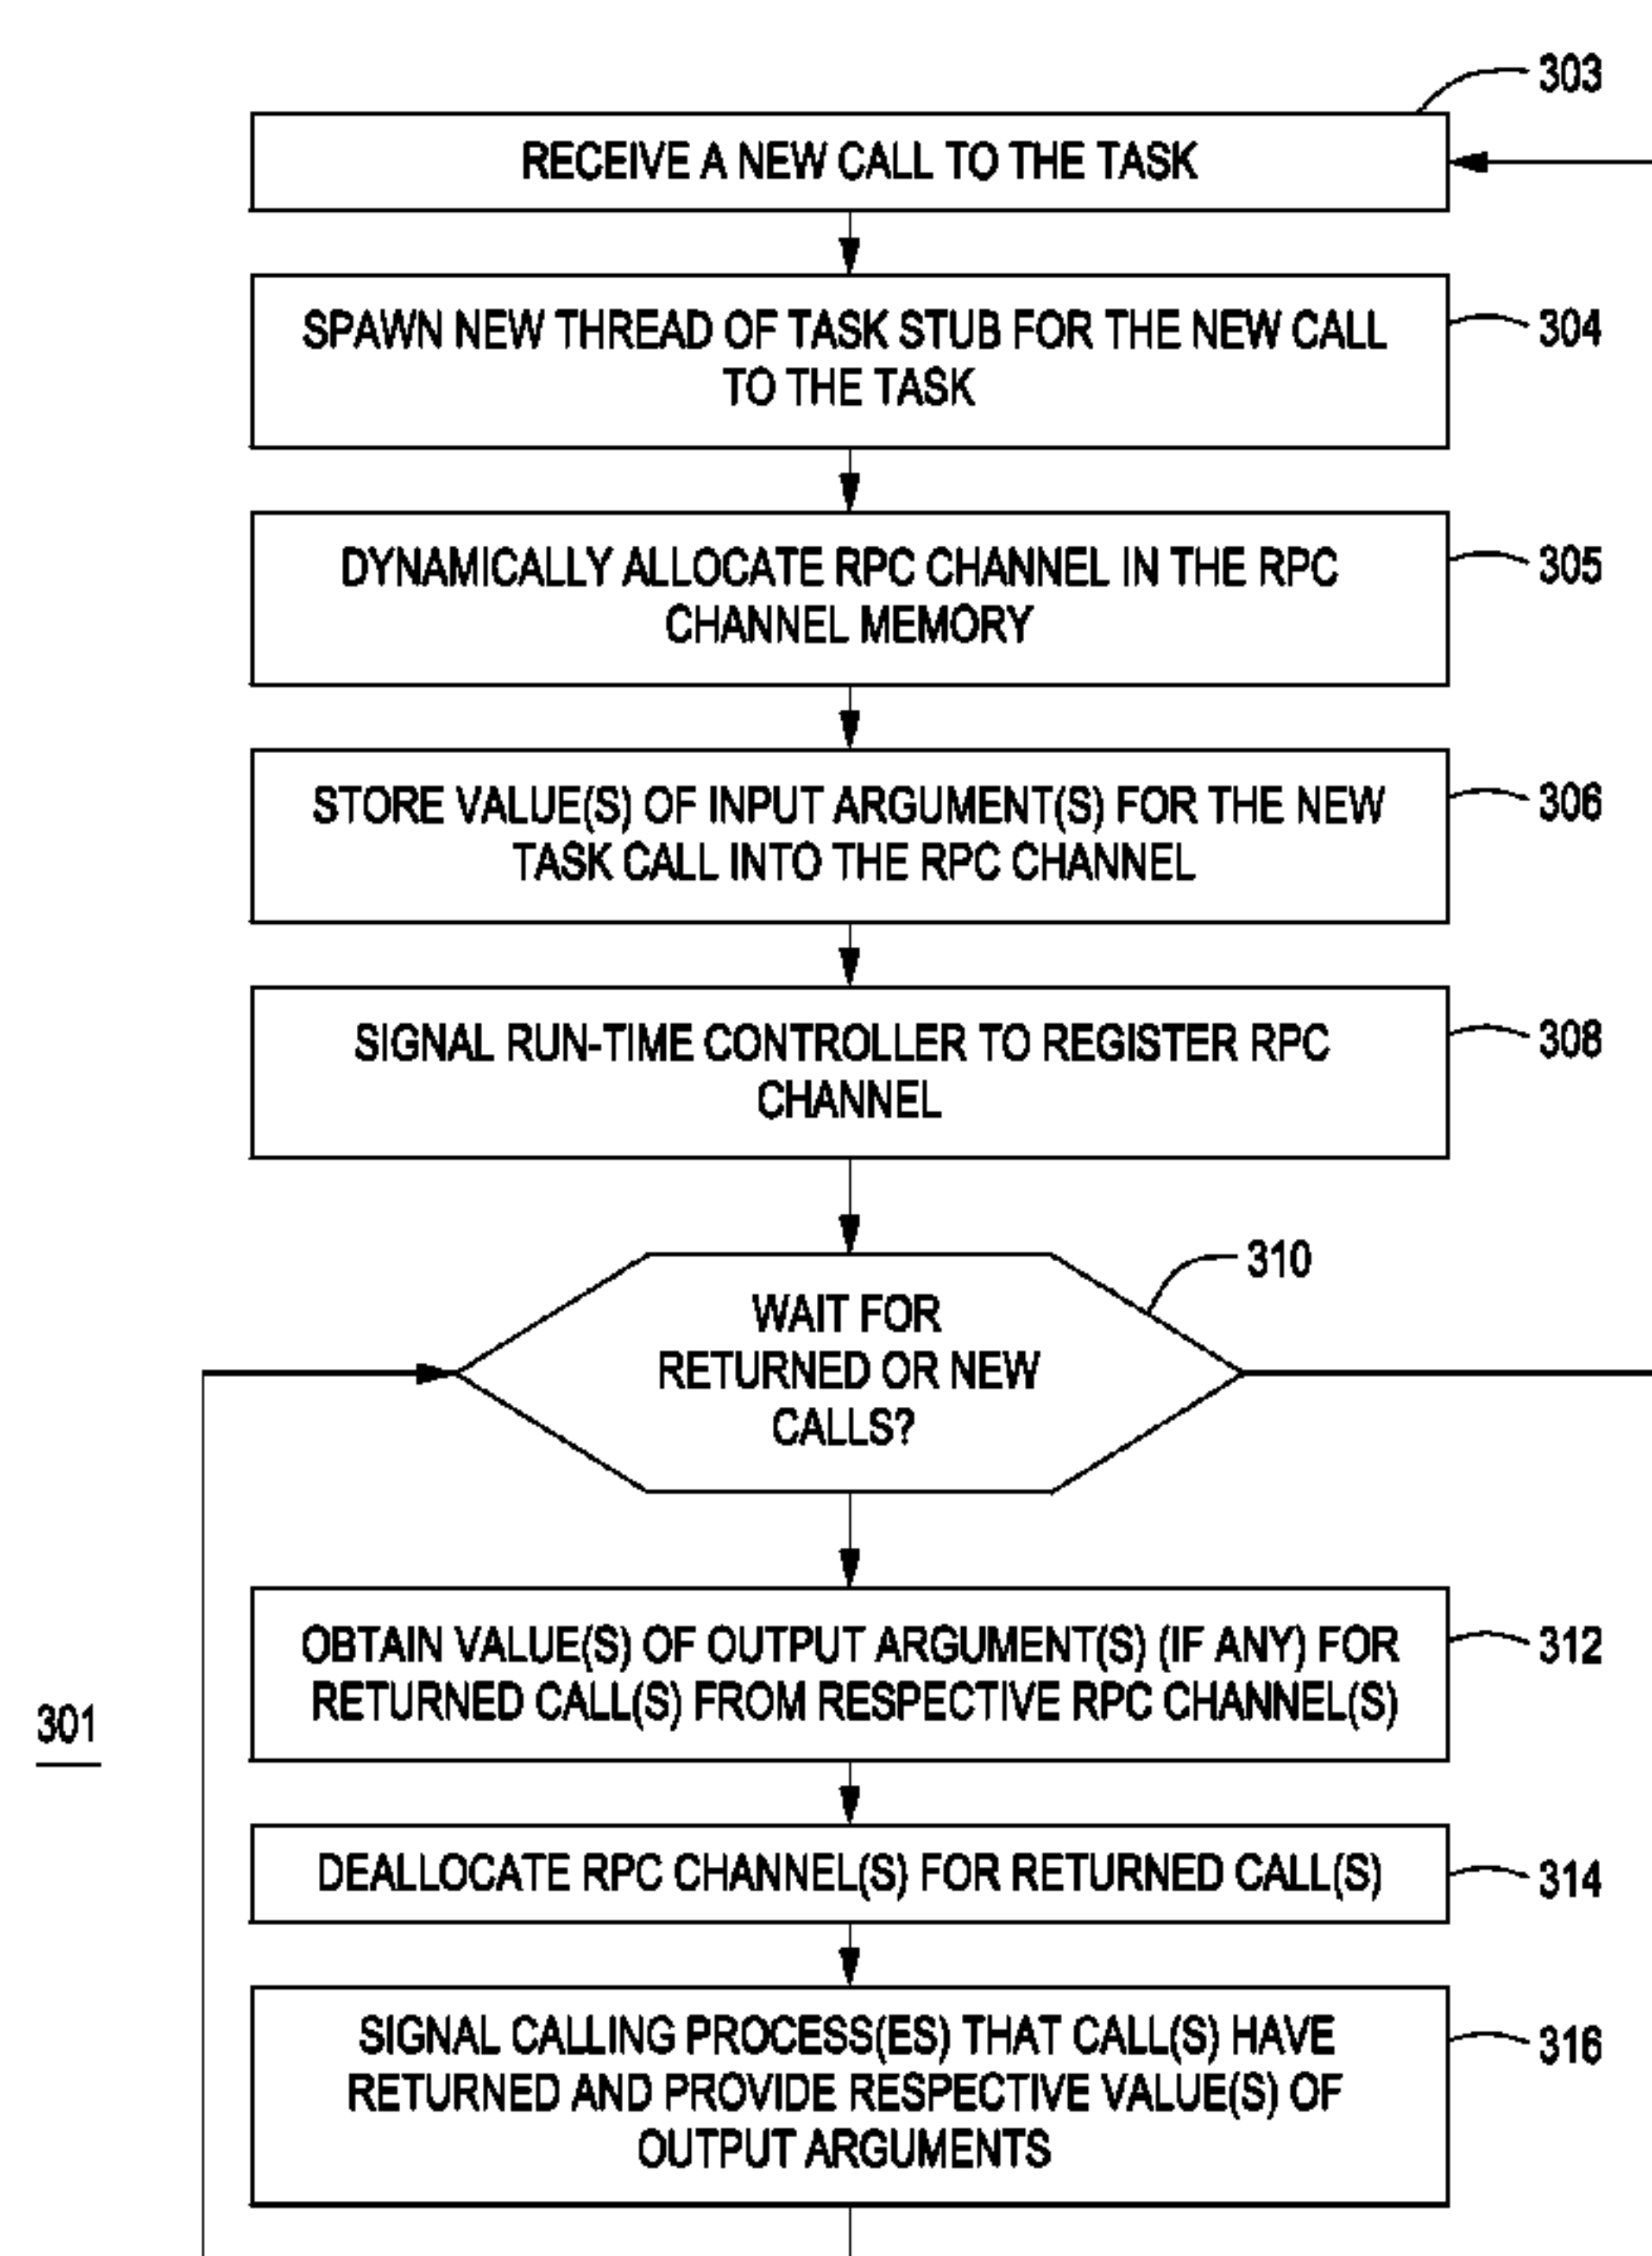 303
RECEIVE A NEW CALL TO THE TASK
SPAWN NEW THREAD OF TASK STUB FOR THE NEW CALL
TO THE TASK
304
DYNAMICALLY ALLOCATE RPC CHANNEL IN THE RPC
CHANNEL MEMORY
305
STORE VALUE(S) OF INPUT ARGUMENT(S) FOR THE NEW
TASK CALL INTO THE RPC CHANNEL
306
SIGNAL RUN-TIME CONTROLLER TO REGISTER RPC
CHANNEL
308
310
WAIT FOR
RETURNED OR NEW
CALLS?
OBTAIN VALUE(S) OF OUTPUT ARGUMENT(S) (IF ANY) FOR
RETURNED CALL(S) FROM RESPECTIVE RPC CHANNEL(S)
312
301
DEALLOCATE RPC CHANNEL(S) FOR RETURNED CALL(S)
314
SIGNAL CALLING PROCESS(ES) THAT CALL(S) HAVE
RETURNED AND PROVIDE RESPECTIVE VALUE(S) OF
OUTPUT ARGUMENTS
316